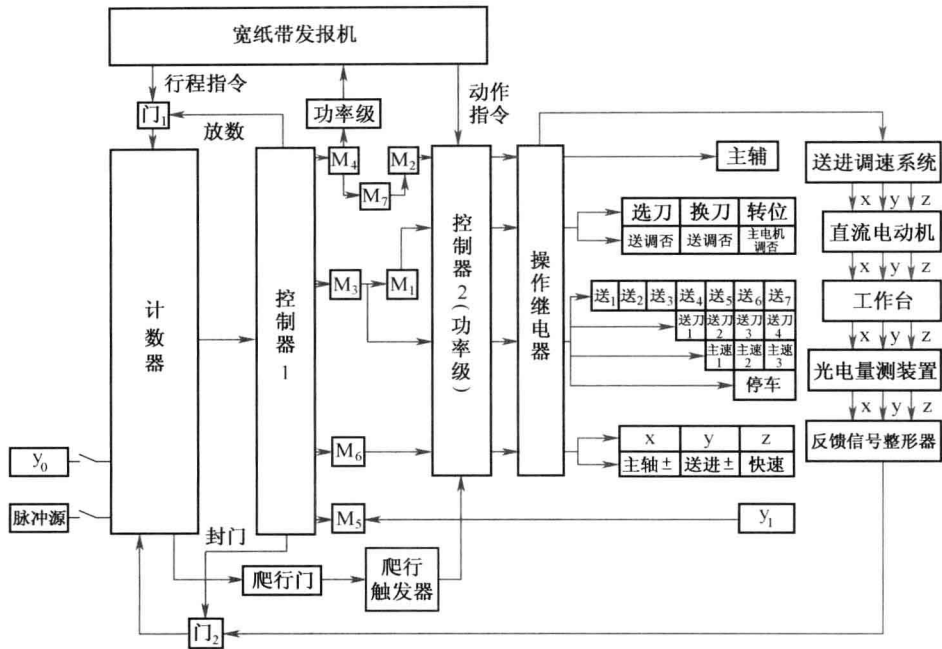 宽纸带发报机
行程指令
动作
指令
门₁
放数
功率级
M₄
M₂
M₇
主辅
送进调速系统
x y z
选刀 换刀 转位
送调否 送调否 主电机调否
直流电动机
x y z
M₃
M₁
送₁ 送₂ 送₃ 送₄ 送₅ 送₆ 送₇
工作台
送刀1 送刀2 送刀3 送刀4
x y z
主速1 主速2 主速3
光电量测装置
停车
x y z
计数器
控制器1
控制器2(功率级)
操作继电器
y₀
M₆
x y z
反馈信号整形器
主轴± 送进± 快速
脉冲源
M₅
y₁
封门
爬行门
爬行
触发器
门₂